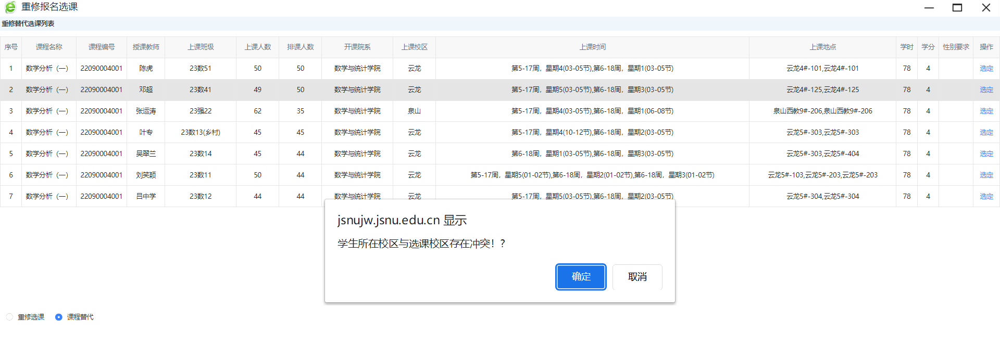 重修报名选课
重修替代选课列表
序号 课程名称 课程编号 授课教师 上课班级 上课人数 排课人数 开课院系 上课校区 上课时间 上课地点 学时 学分 性别要求 操作
1 数学分析（一） 22090004001 陈虎 23数51 50 50 数学与统计学院 云龙 第5-17周，星期4(03-05节),第6-18周，星期1(03-05节) 云龙4#-101,云龙4#-101 78 4 选定
2 数学分析（一） 22090004001 邓超 23数41 49 50 数学与统计学院 云龙 第5-17周，星期5(03-05节),第6-18周，星期3(03-05节) 云龙4#-125,云龙4#-125 78 4 选定
3 数学分析（一） 22090004001 张运涛 23强22 62 35 数学与统计学院 泉山 第5-17周，星期4(03-05节),第6-18周，星期1(06-08节) 泉山西教9#-206,泉山西教9#-206 78 4 选定
4 数学分析（一） 22090004001 叶专 23数13(乡村) 45 45 数学与统计学院 云龙 第5-17周，星期4(10-12节),第6-18周，星期2(03-05节) 云龙5#-303,云龙5#-303 78 4 选定
5 数学分析（一） 22090004001 吴翠兰 23数14 45 44 数学与统计学院 云龙 第6-18周，星期1(03-05节),第6-18周，星期3(03-05节) 云龙5#-303,云龙5#-404 78 4 选定
6 数学分析（一） 22090004001 刘笑颖 23数11 50 44 数学与统计学院 云龙 第5-17周，星期5(01-02节),第6-18周，星期2(01-02节),第6-18周，星期3(01-02节) 云龙5#-103,云龙5#-203,云龙5#-203 78 4 选定
7 数学分析（一） 22090004001 吕中学 23数12 44 44 数学与统计学院 云龙 第5-17周，星期5(03-05节),第6-18周，星期2(03-05节) 云龙5#-304,云龙5#-304 78 4 选定
jsnujw.jsnu.edu.cn 显示
学生所在校区与选课校区存在冲突！?
确定 取消
重修选课 课程替代